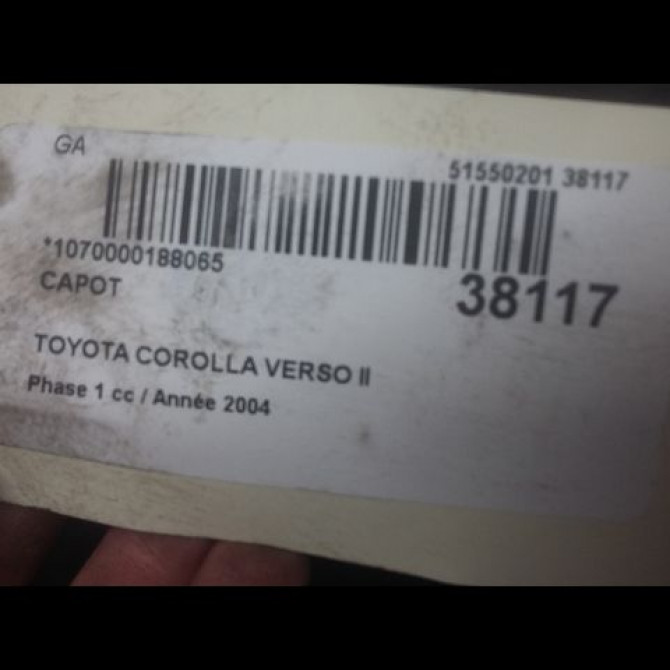 GA
51550201 38117
*1070000188065
CAPOT
38117
TOYOTA COROLLA VERSO II
Phase 1 cc / Année 2004